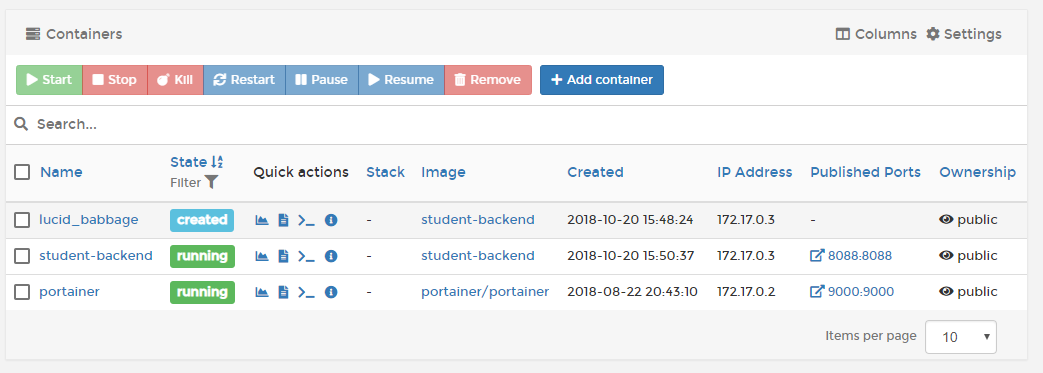 Containers Columns Settings
Start Stop Kill Restart Pause Resume Remove Add container
Search...
Name State Filter Quick actions Stack Image Created IP Address Published Ports Ownership
lucid_babbage created - student-backend 2018-10-20 15:48:24 172.17.0.3 - public
student-backend running - student-backend 2018-10-20 15:50:37 172.17.0.3 8088:8088 public
portainer running - portainer/portainer 2018-08-22 20:43:10 172.17.0.2 9000:9000 public
Items per page 10